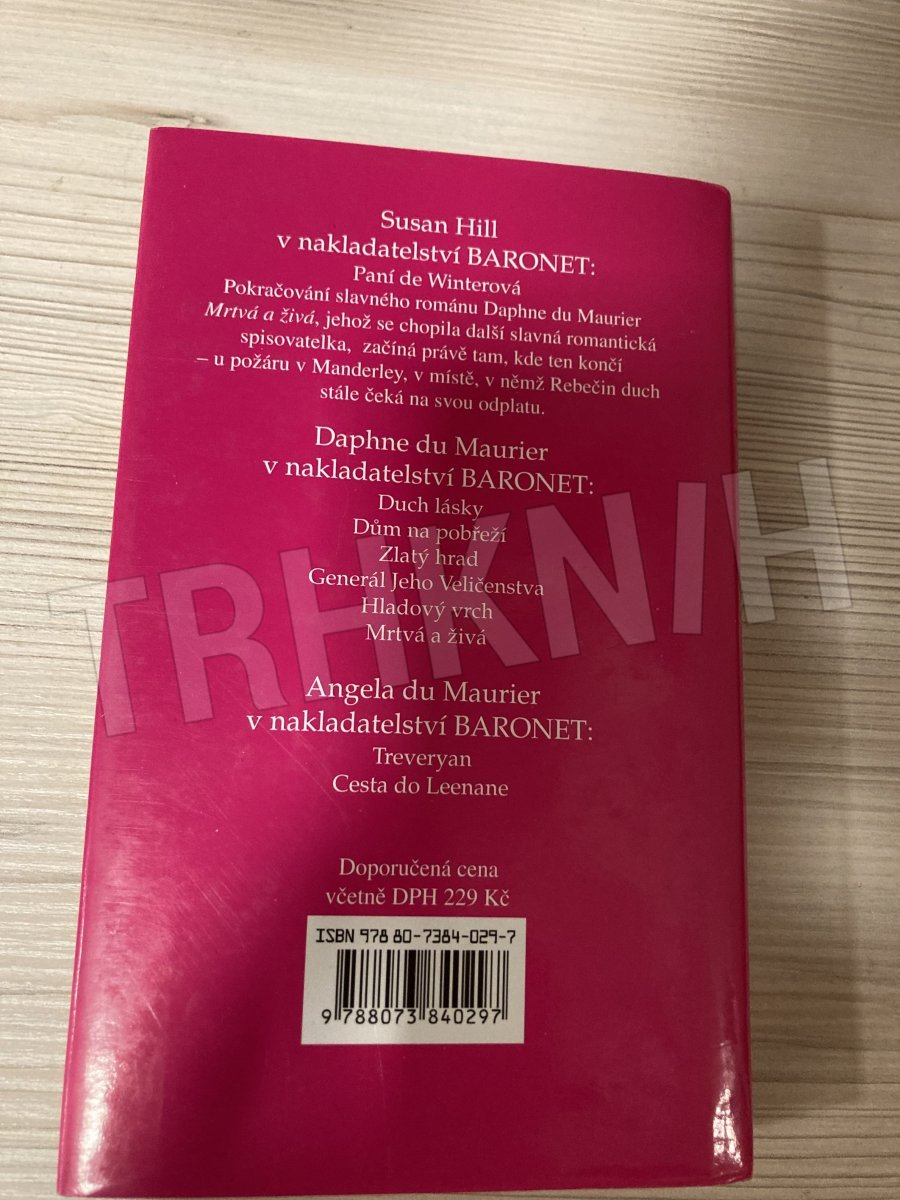 Susan Hill
v nakladatelství BARONET:
Paní de Winterová
Pokračování slavného románu Daphne du Maurier
Mrtvá a živá, jehož se chopila další slavná romantická
spisovatelka, začíná právě tam, kde ten končí
– u požáru v Manderley, v místě, v němž Rebečin duch
stále čeká na svou odplatu.
Daphne du Maurier
v nakladatelství BARONET:
Duch lásky
Dům na pobřeží
Zlatý hrad
Generál Jeho Veličenstva
Hladový vrch
Mrtvá a živá
Angela du Maurier
v nakladatelství BARONET:
Treveryan
Cesta do Leenane
Doporučená cena
včetně DPH 229 Kč
ISBN 978 80-7384-029-7
9 788073 840297
TRHKNIH